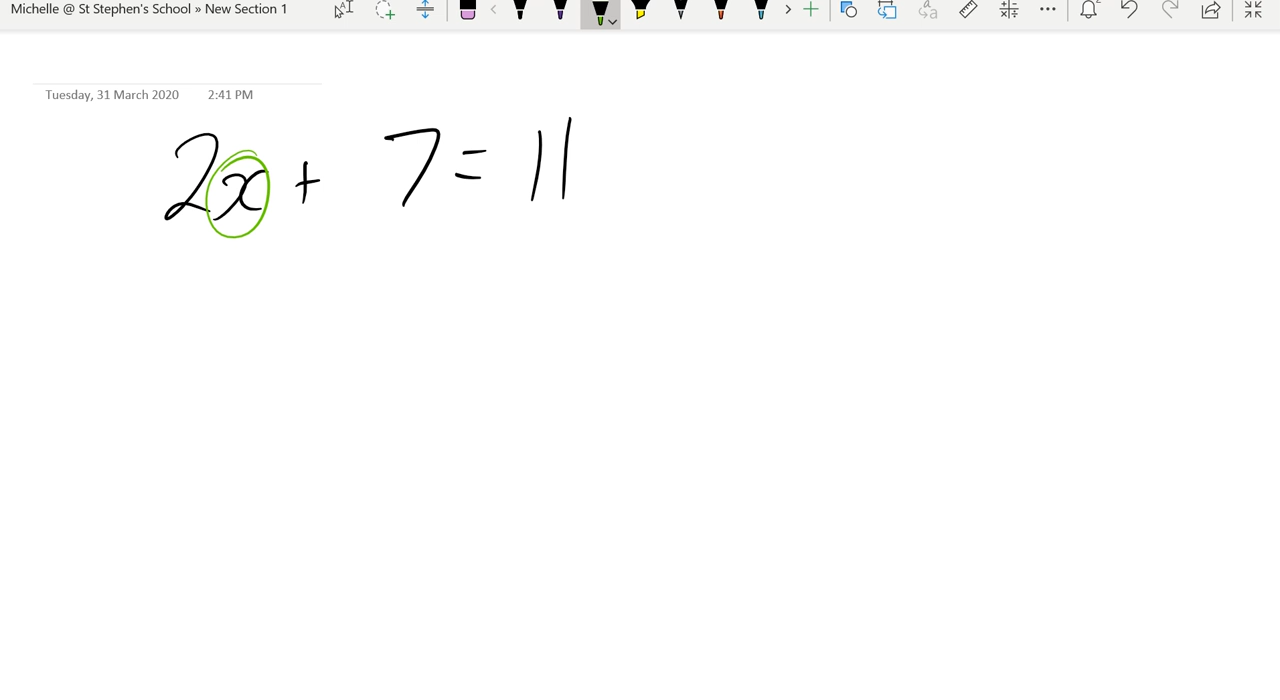 Michelle @ St Stephen's School » New Section 1
Tuesday, 31 March 2020 2:41 PM
2x + 7 = 11